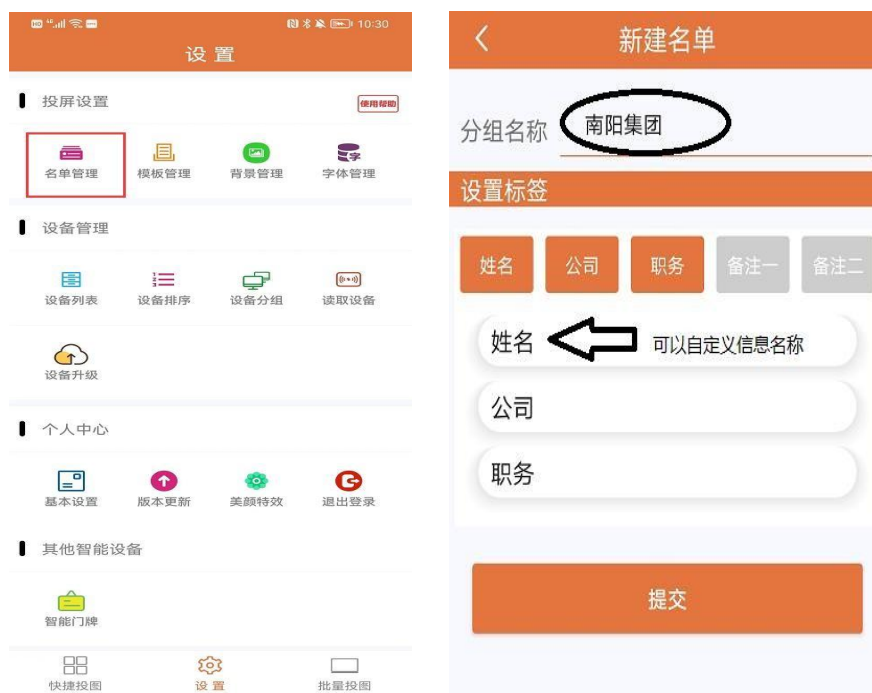 HD 4G 10:30
设 置
投屏设置 使用帮助
名单管理 模板管理 背景管理 字体管理
设备管理
设备列表 设备排序 设备分组 读取设备
设备升级
个人中心
基本设置 版本更新 美颜特效 退出登录
其他智能设备
智能门牌
快捷投图 设 置 批量投图
新建名单
分组名称 南阳集团
设置标签
姓名 公司 职务 备注一 备注二
姓名 可以自定义信息名称
公司
职务
提交